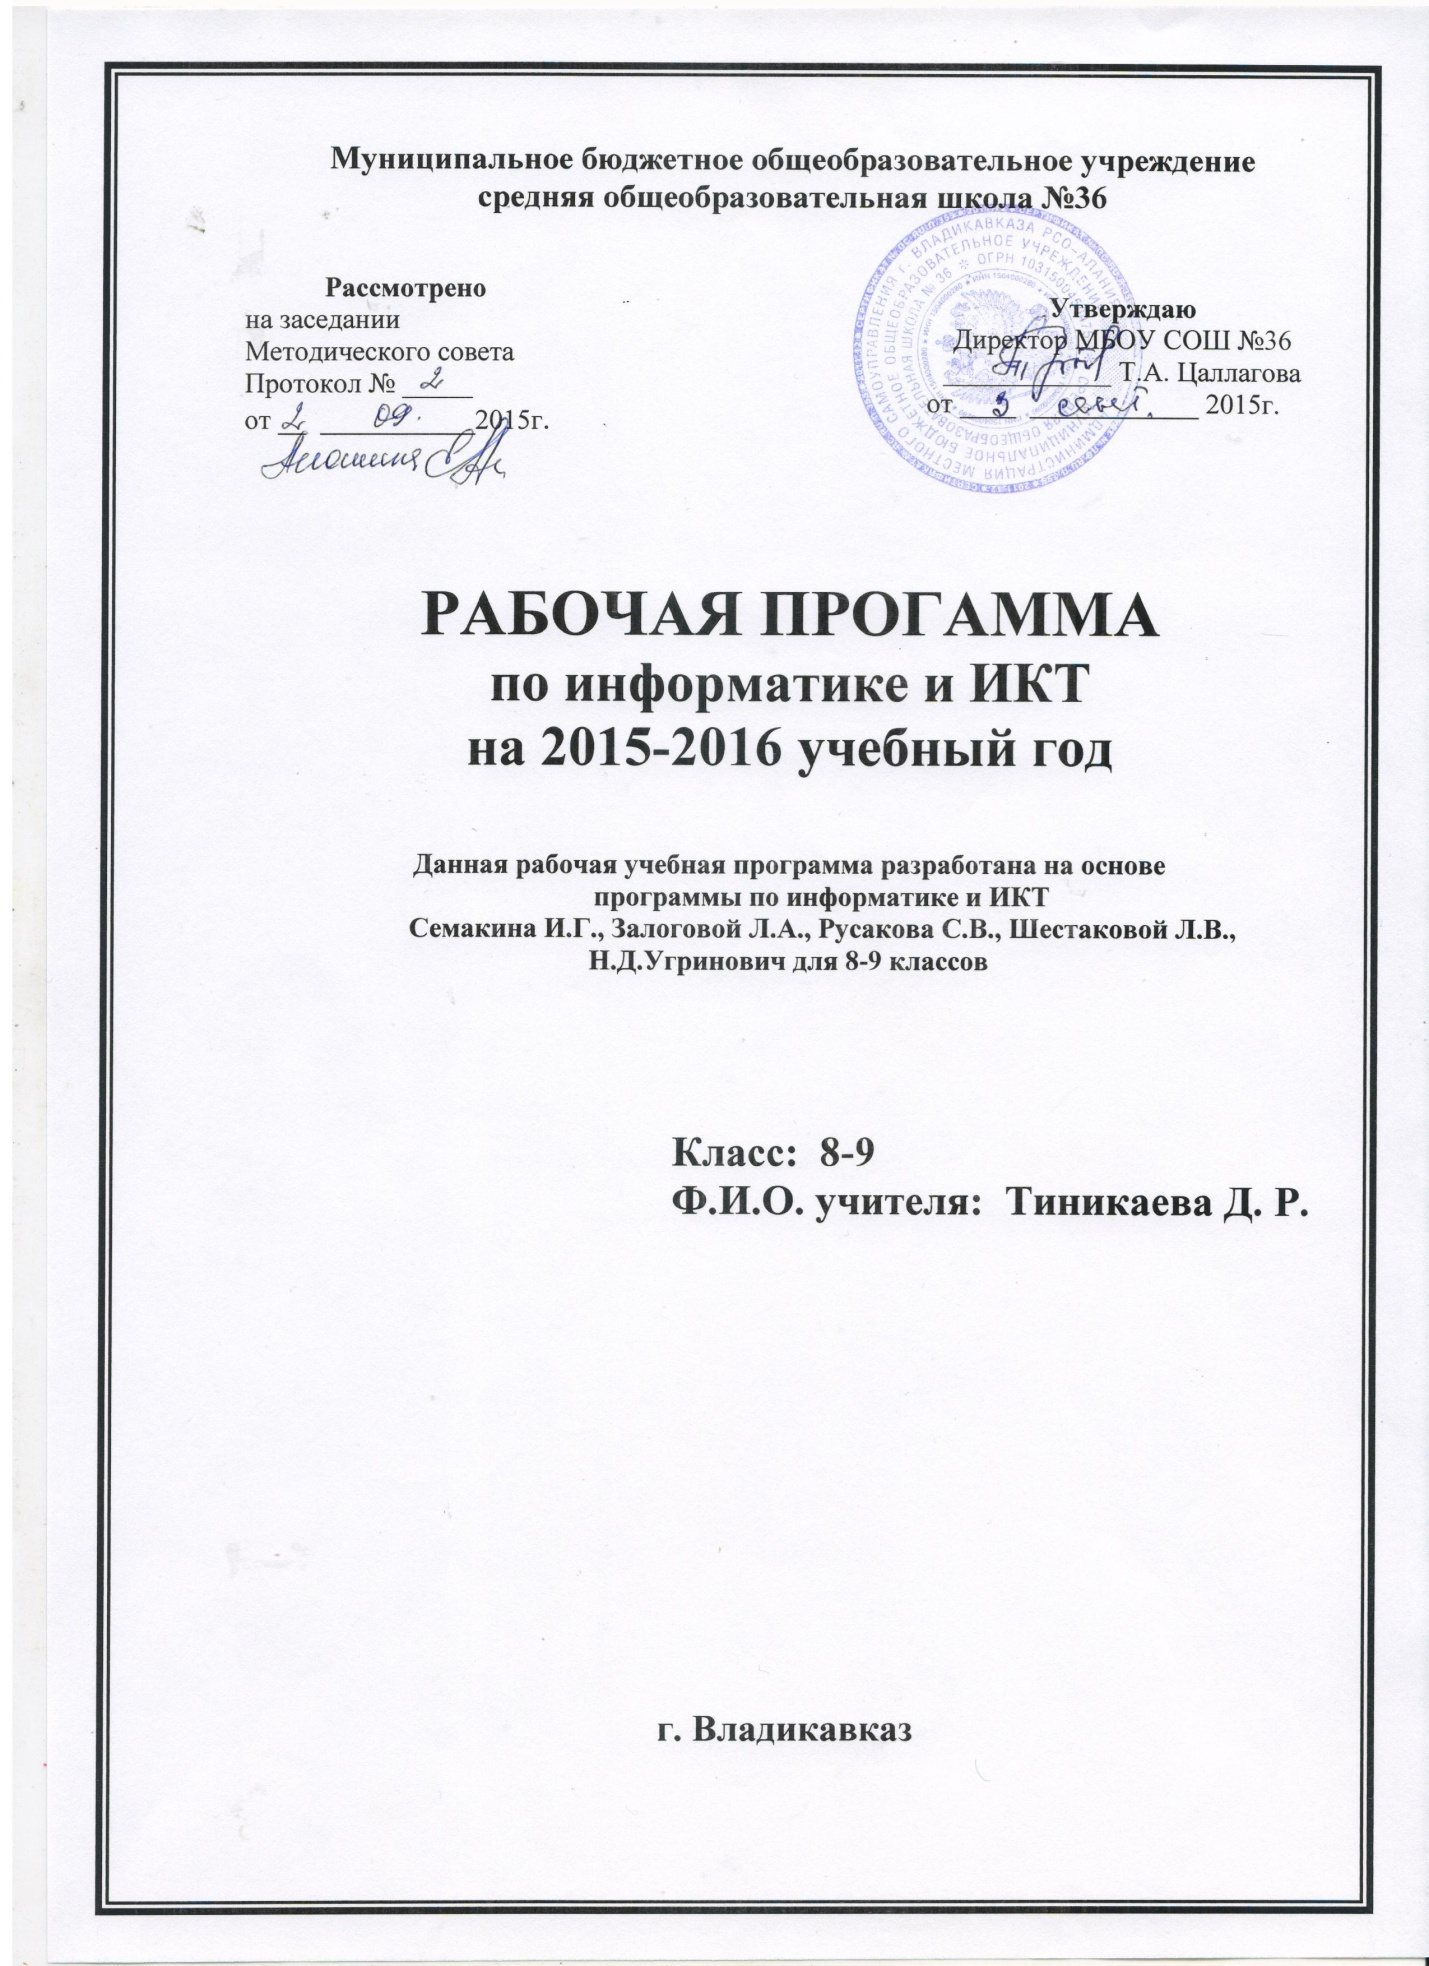 Муниципальное бюджетное общеобразовательное учреждение
средняя общеобразовательная школа №36
Рассмотрено
на заседании
Методического совета
Протокол № 2
от 2 09. 2015г.
Утверждаю
Директор МБОУ СОШ №36
Т.А. Цаллагова
от 3 сент. 2015г.
РАБОЧАЯ ПРОГАММА
по информатике и ИКТ
на 2015-2016 учебный год
Данная рабочая учебная программа разработана на основе
программы по информатике и ИКТ
Семакина И.Г., Залоговой Л.А., Русакова С.В., Шестаковой Л.В.,
Н.Д.Угринович для 8-9 классов
Класс: 8-9
Ф.И.О. учителя: Тиникаева Д. Р.
г. Владикавказ